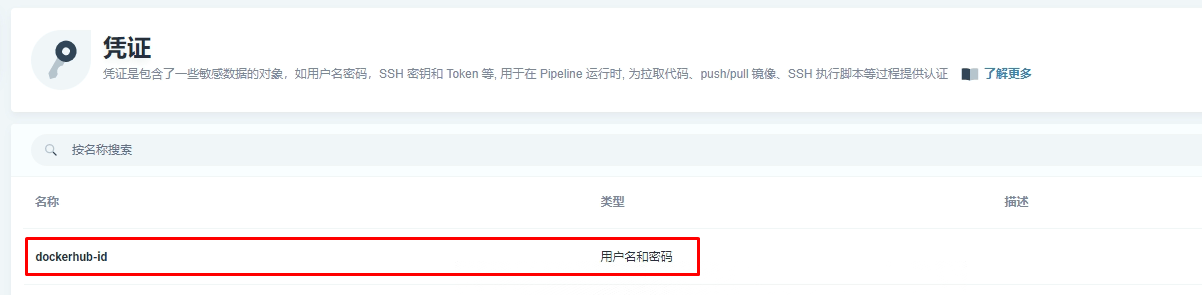 凭证
凭证是包含了一些敏感数据的对象，如用户名密码，SSH 密钥和 Token 等, 用于在 Pipeline 运行时, 为拉取代码、push/pull 镜像、SSH 执行脚本等过程提供认证 了解更多
按名称搜索
名称 类型 描述
dockerhub-id 用户名和密码